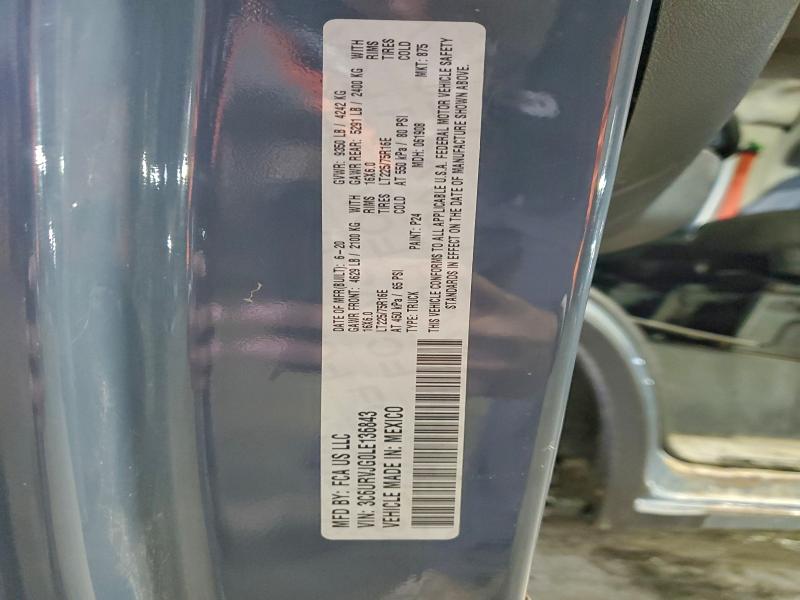 MFD BY: FCA US LLC
VIN: 3C6URVJG0LE136843
VEHICLE MADE IN: MEXICO
DATE OF MFR(BUILT): 6-20
GVWR: 9350 LB / 4242 KG
GAWR FRONT: 4629 LB / 2100 KG WITH
16X6.0 RIMS
LT225/75R16E TIRES
AT 450 kPa / 65 PSI COLD
GAWR REAR: 5291 LB / 2400 KG WITH
16X6.0 RIMS
LT225/75R16E TIRES
AT 550 kPa / 80 PSI COLD
TYPE: TRUCK PAINT: P24 MDH: 061908 MKT: 875
THIS VEHICLE CONFORMS TO ALL APPLICABLE U.S.A. FEDERAL MOTOR VEHICLE SAFETY
STANDARDS IN EFFECT ON THE DATE OF MANUFACTURE SHOWN ABOVE.